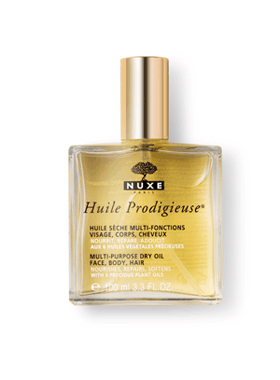 NUXE
PARIS
Huile Prodigieuse®
HUILE SÈCHE MULTI-FONCTIONS
VISAGE, CORPS, CHEVEUX
NOURRIT, RÉPARE, ADOUCIT
AUX 6 HUILES VÉGÉTALES PRÉCIEUSES
MULTI-PURPOSE DRY OIL
FACE, BODY, HAIR
NOURISHES, REPAIRS, SOFTENS
WITH 6 PRECIOUS PLANT OILS
℮ 100 ml 3.3 FL. OZ